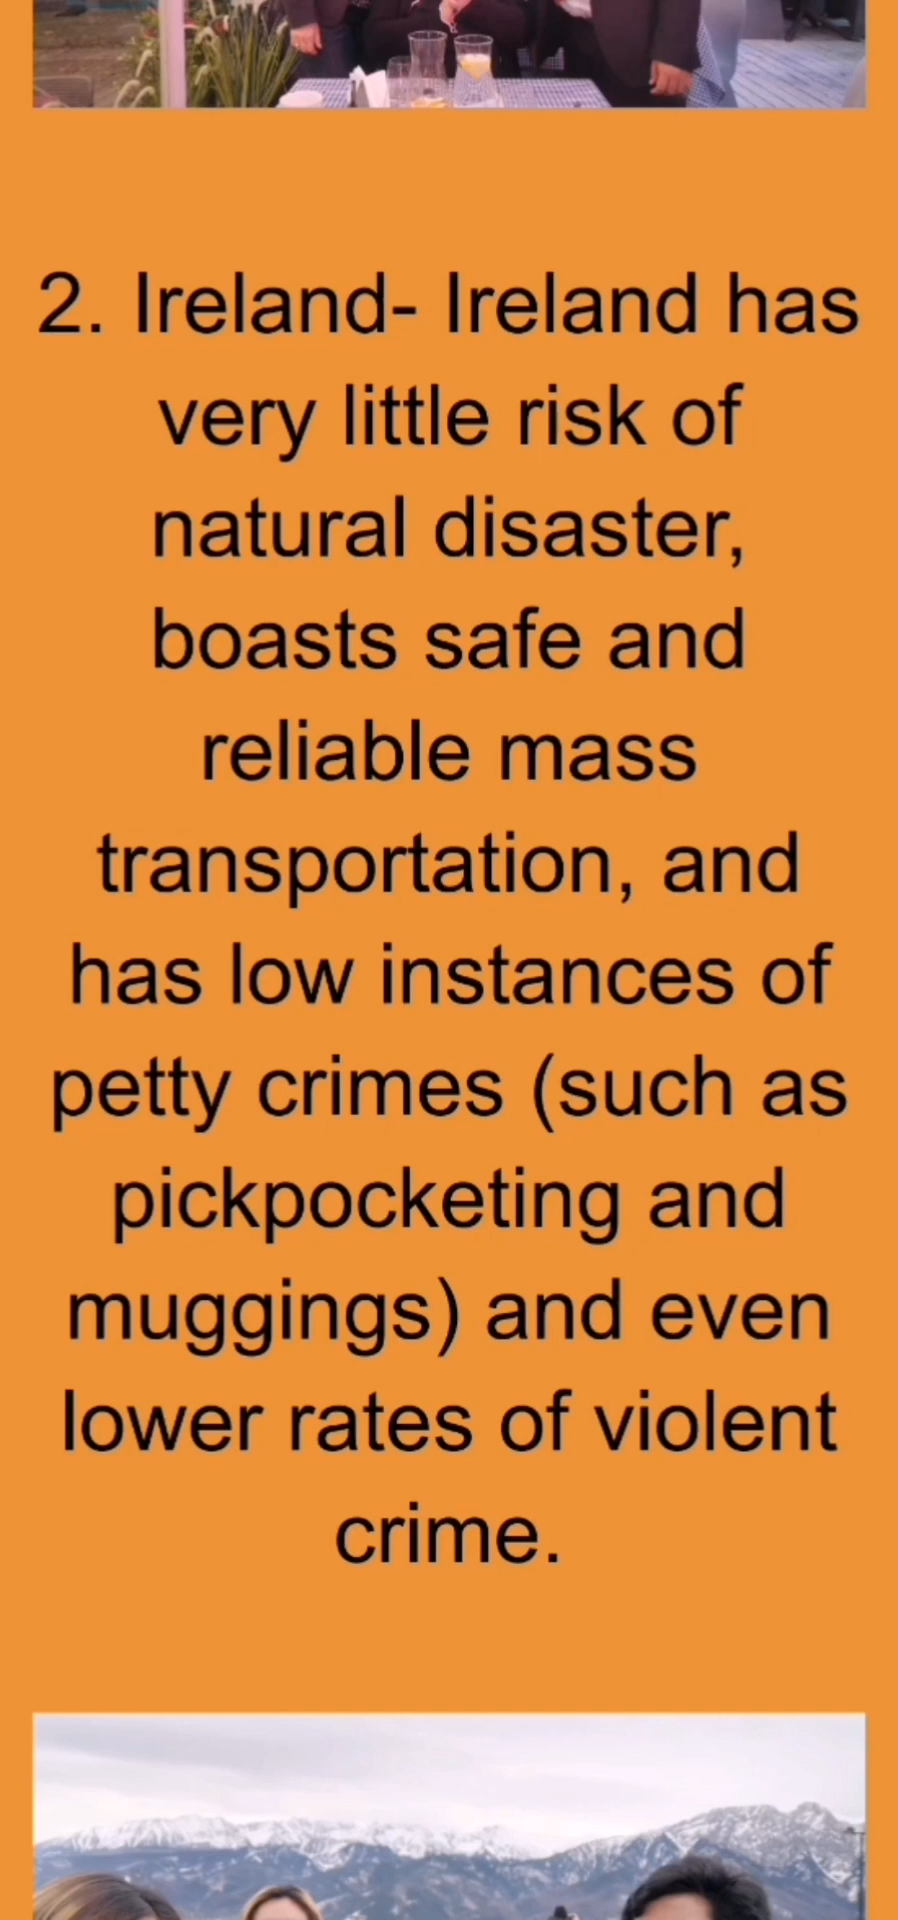 2. Ireland- Ireland has
very little risk of
natural disaster,
boasts safe and
reliable mass
transportation, and
has low instances of
petty crimes (such as
pickpocketing and
muggings) and even
lower rates of violent
crime.